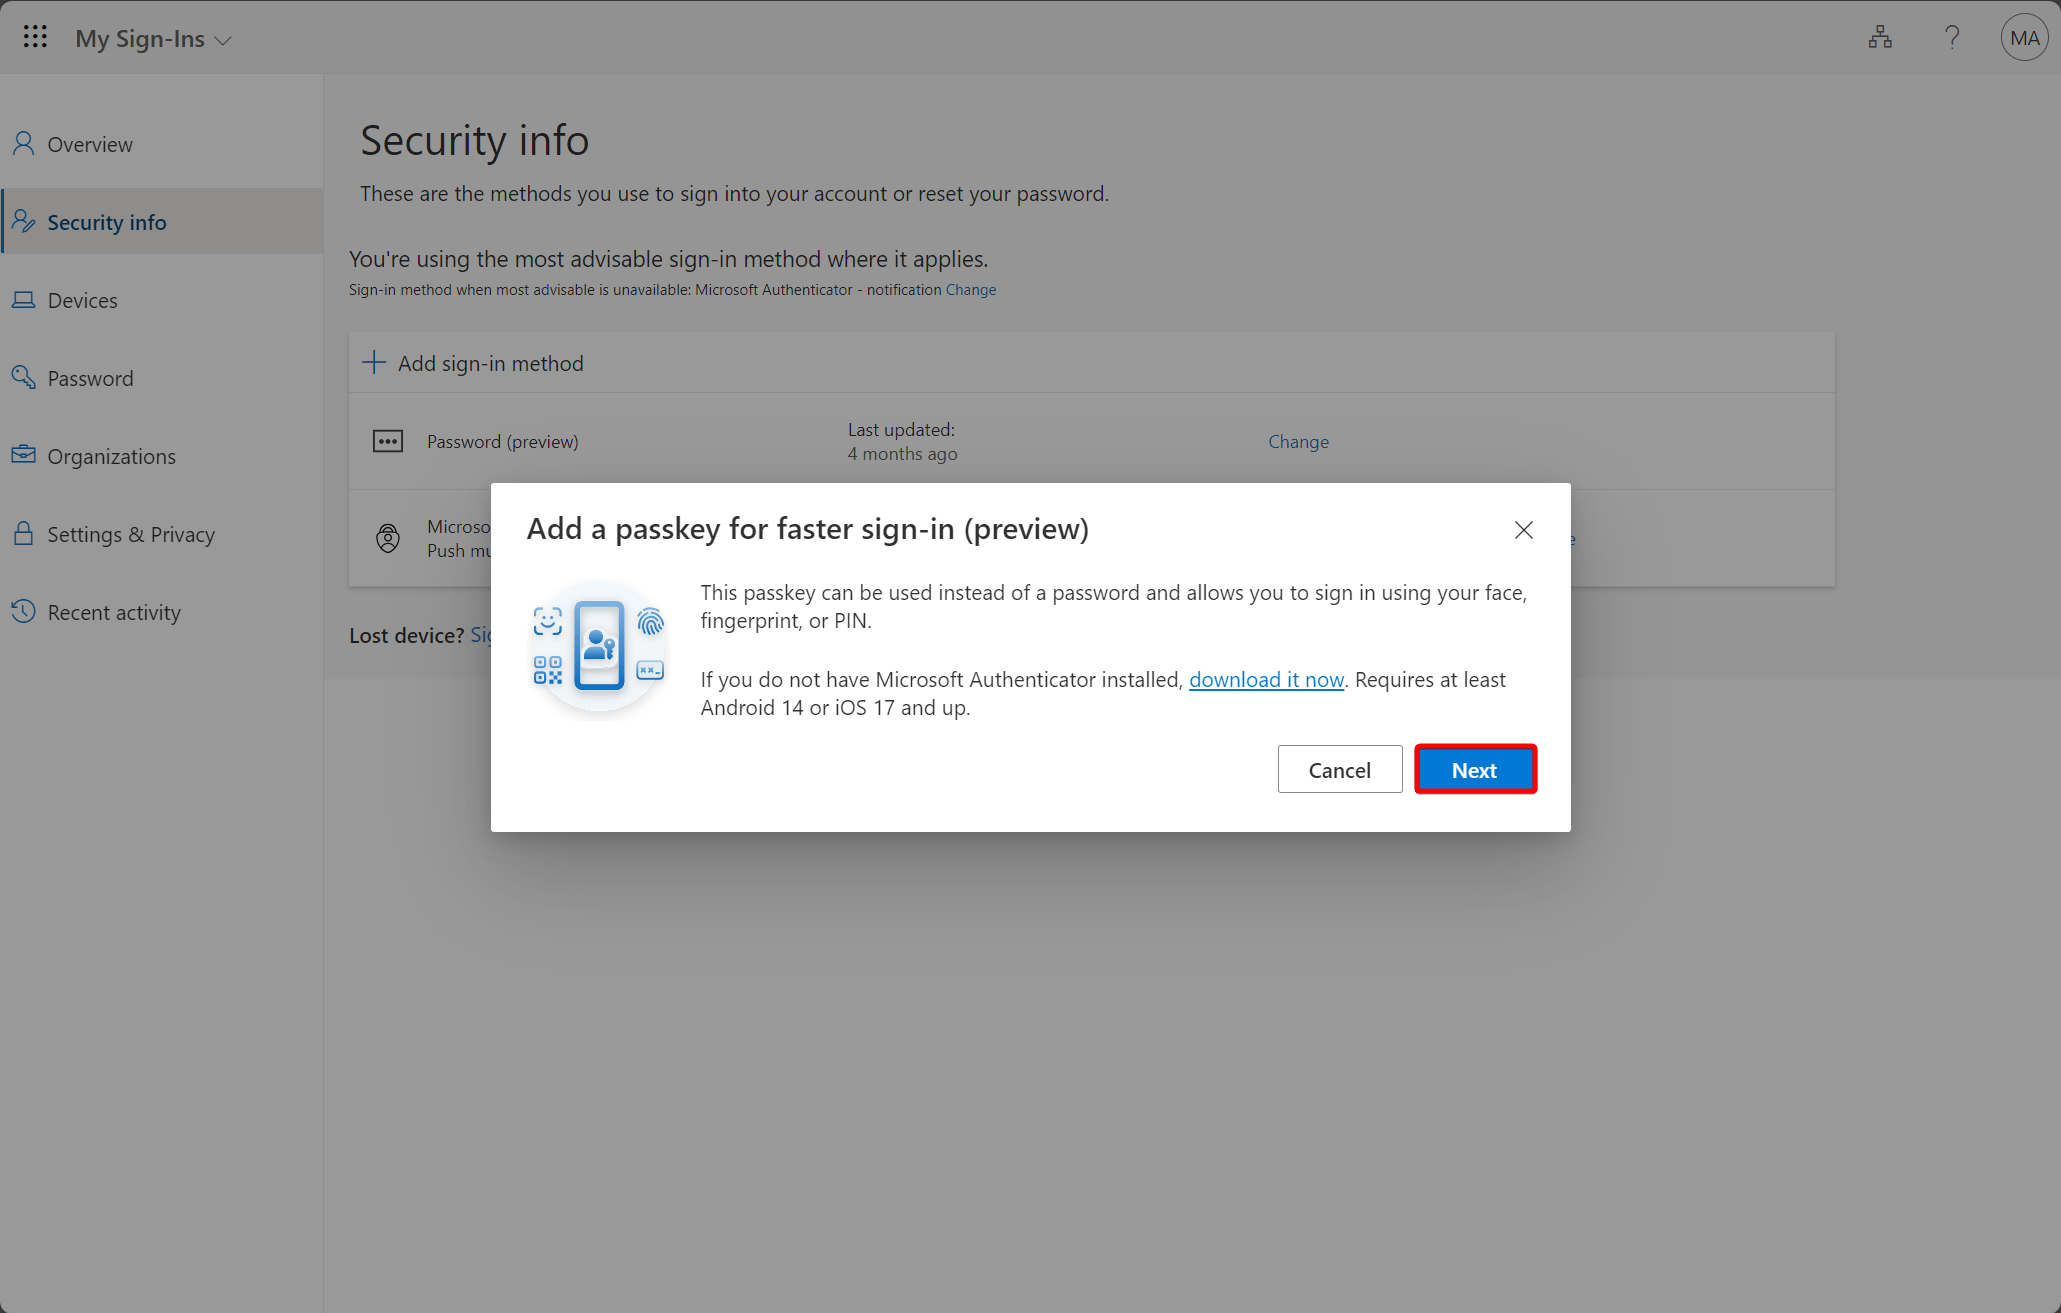 My Sign-Ins
MA
Overview
Security info
Devices
Password
Organizations
Settings & Privacy
Recent activity
Security info
These are the methods you use to sign into your account or reset your password.
You're using the most advisable sign-in method where it applies.
Sign-in method when most advisable is unavailable: Microsoft Authenticator - notification Change
Add sign-in method
Password (preview)
Last updated:
4 months ago
Change
Push
Lost device?
Add a passkey for faster sign-in (preview)
This passkey can be used instead of a password and allows you to sign in using your face,
fingerprint, or PIN.
If you do not have Microsoft Authenticator installed, download it now. Requires at least
Android 14 or iOS 17 and up.
Cancel
Next